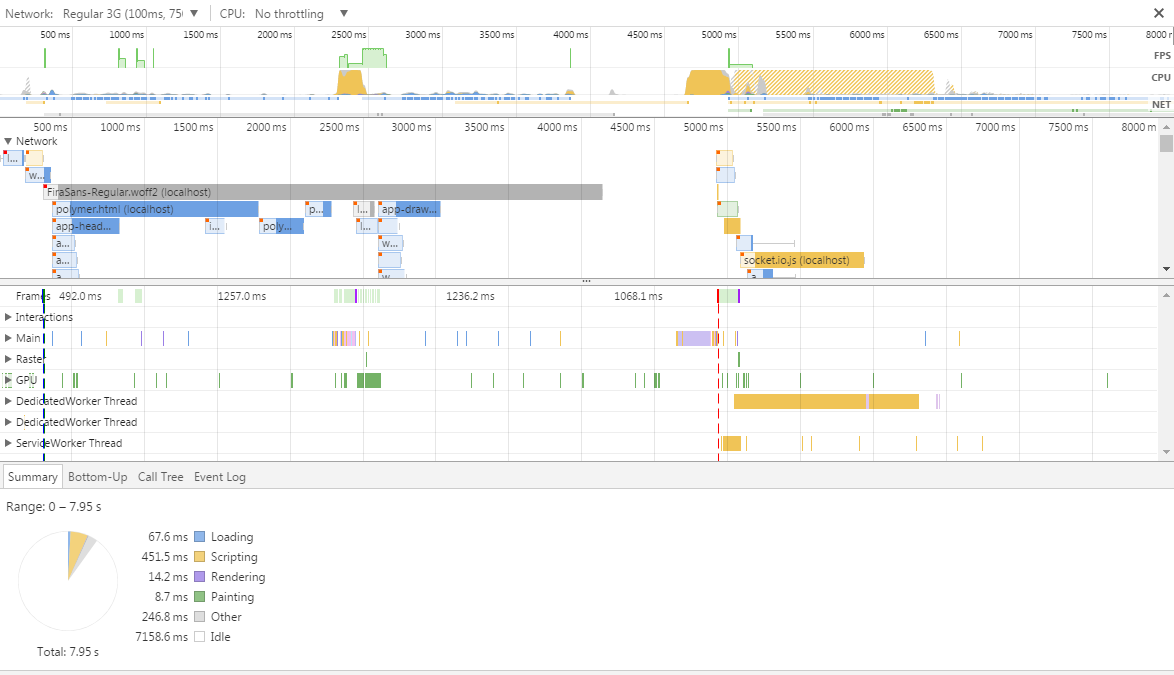 Network: Regular 3G (100ms, 750 CPU: No throttling
500 ms 1000 ms 1500 ms 2000 ms 2500 ms 3000 ms 3500 ms 4000 ms 4500 ms 5000 ms 5500 ms 6000 ms 6500 ms 7000 ms 7500 ms 8000 r
FPS
CPU
NET
500 ms 1000 ms 1500 ms 2000 ms 2500 ms 3000 ms 3500 ms 4000 ms 4500 ms 5000 ms 5500 ms 6000 ms 6500 ms 7000 ms 7500 ms 8000 m
Network
l...
w...
FiraSans-Regular.woff2 (localhost)
polymer.html (localhost) p... l... app-draw...
app-head... i... poly... l...
a... w...
a... socket.io.js (localhost)
a w a
Frames 492.0 ms 1257.0 ms 1236.2 ms 1068.1 ms
Interactions
Main
Raster
GPU
DedicatedWorker Thread
DedicatedWorker Thread
ServiceWorker Thread
Summary Bottom-Up Call Tree Event Log
Range: 0 – 7.95 s
67.6 ms Loading
451.5 ms Scripting
14.2 ms Rendering
8.7 ms Painting
246.8 ms Other
7158.6 ms Idle
Total: 7.95 s